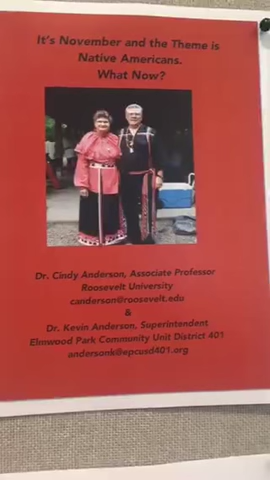 It's November and the Theme is
Native Americans.
What Now?
Dr. Cindy Anderson, Associate Professor
Roosevelt University
canderson@roosevelt.edu
&
Dr. Kevin Anderson, Superintendent
Elmwood Park Community Unit District 401
andersonk@epcusd401.org